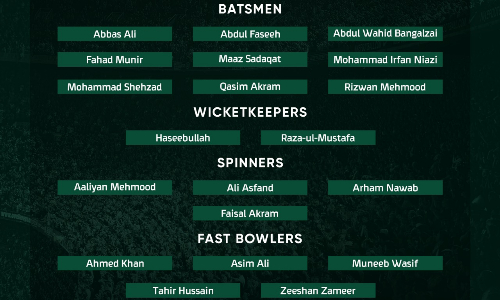 BATSMEN
Abbas Ali Abdul Faseeh Abdul Wahid Bangalzai
Fahad Munir Maaz Sadaqat Mohammad Irfan Niazi
Mohammad Shehzad Qasim Akram Rizwan Mehmood
WICKETKEEPERS
Haseebullah Raza-ul-Mustafa
SPINNERS
Aaliyan Mehmood Ali Asfand Arham Nawab
Faisal Akram
FAST BOWLERS
Ahmed Khan Asim Ali Muneeb Wasif
Tahir Hussain Zeeshan Zameer